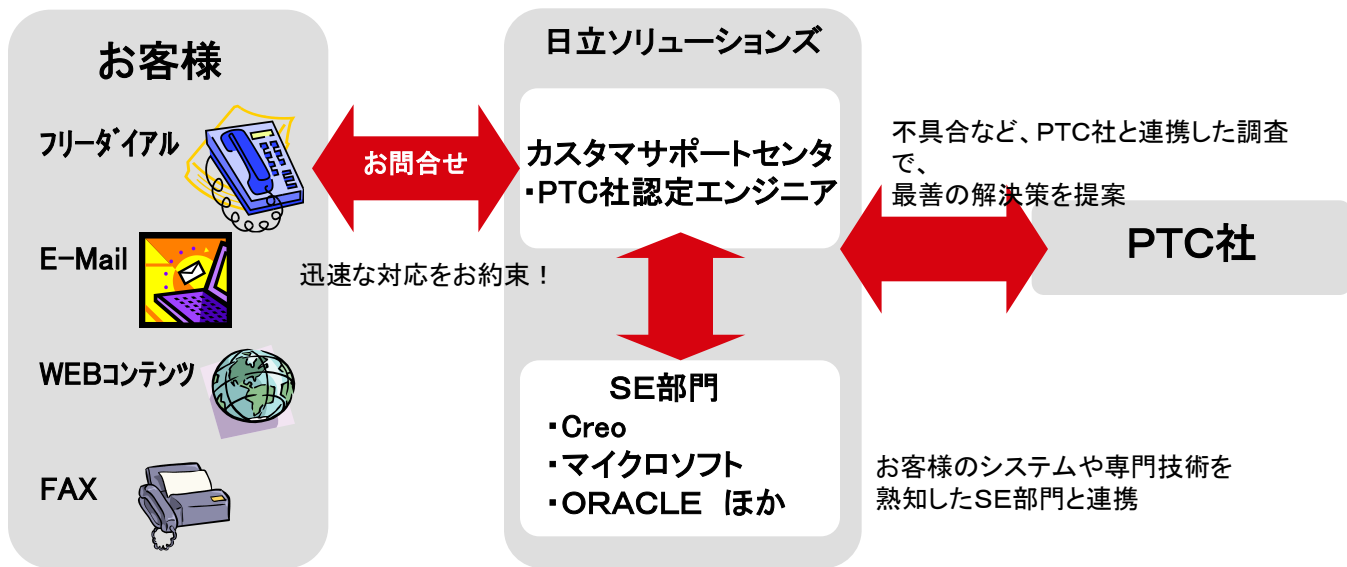 お客様
フリーダイアル
E-Mail
WEBコンテンツ
FAX
お問合せ
迅速な対応をお約束！
日立ソリューションズ
カスタマサポートセンタ
・PTC社認定エンジニア
SE部門
・Creo
・マイクロソフト
・ORACLE ほか
不具合など、PTC社と連携した調査
で、
最善の解決策を提案
PTC社
お客様のシステムや専門技術を
熟知したSE部門と連携